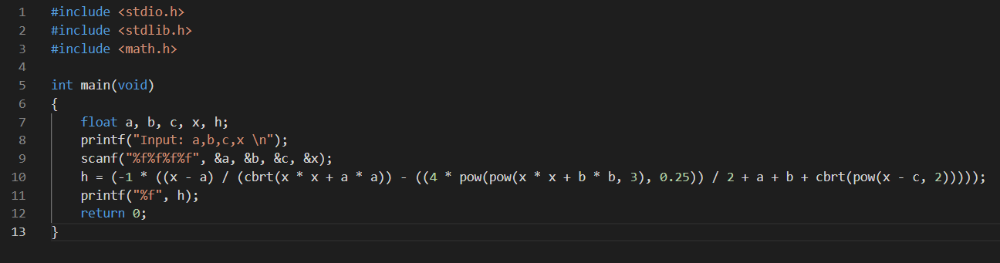 1 #include <stdio.h>
2 #include <stdlib.h>
3 #include <math.h>
4
5 int main(void)
6 {
7     float a, b, c, x, h;
8     printf("Input: a,b,c,x \n");
9     scanf("%f%f%f%f", &a, &b, &c, &x);
10     h = (-1 * ((x - a) / (cbrt(x * x + a * a)) - ((4 * pow(pow(x * x + b * b, 3), 0.25)) / 2 + a + b + cbrt(pow(x - c, 2)))));
11     printf("%f", h);
12     return 0;
13 }